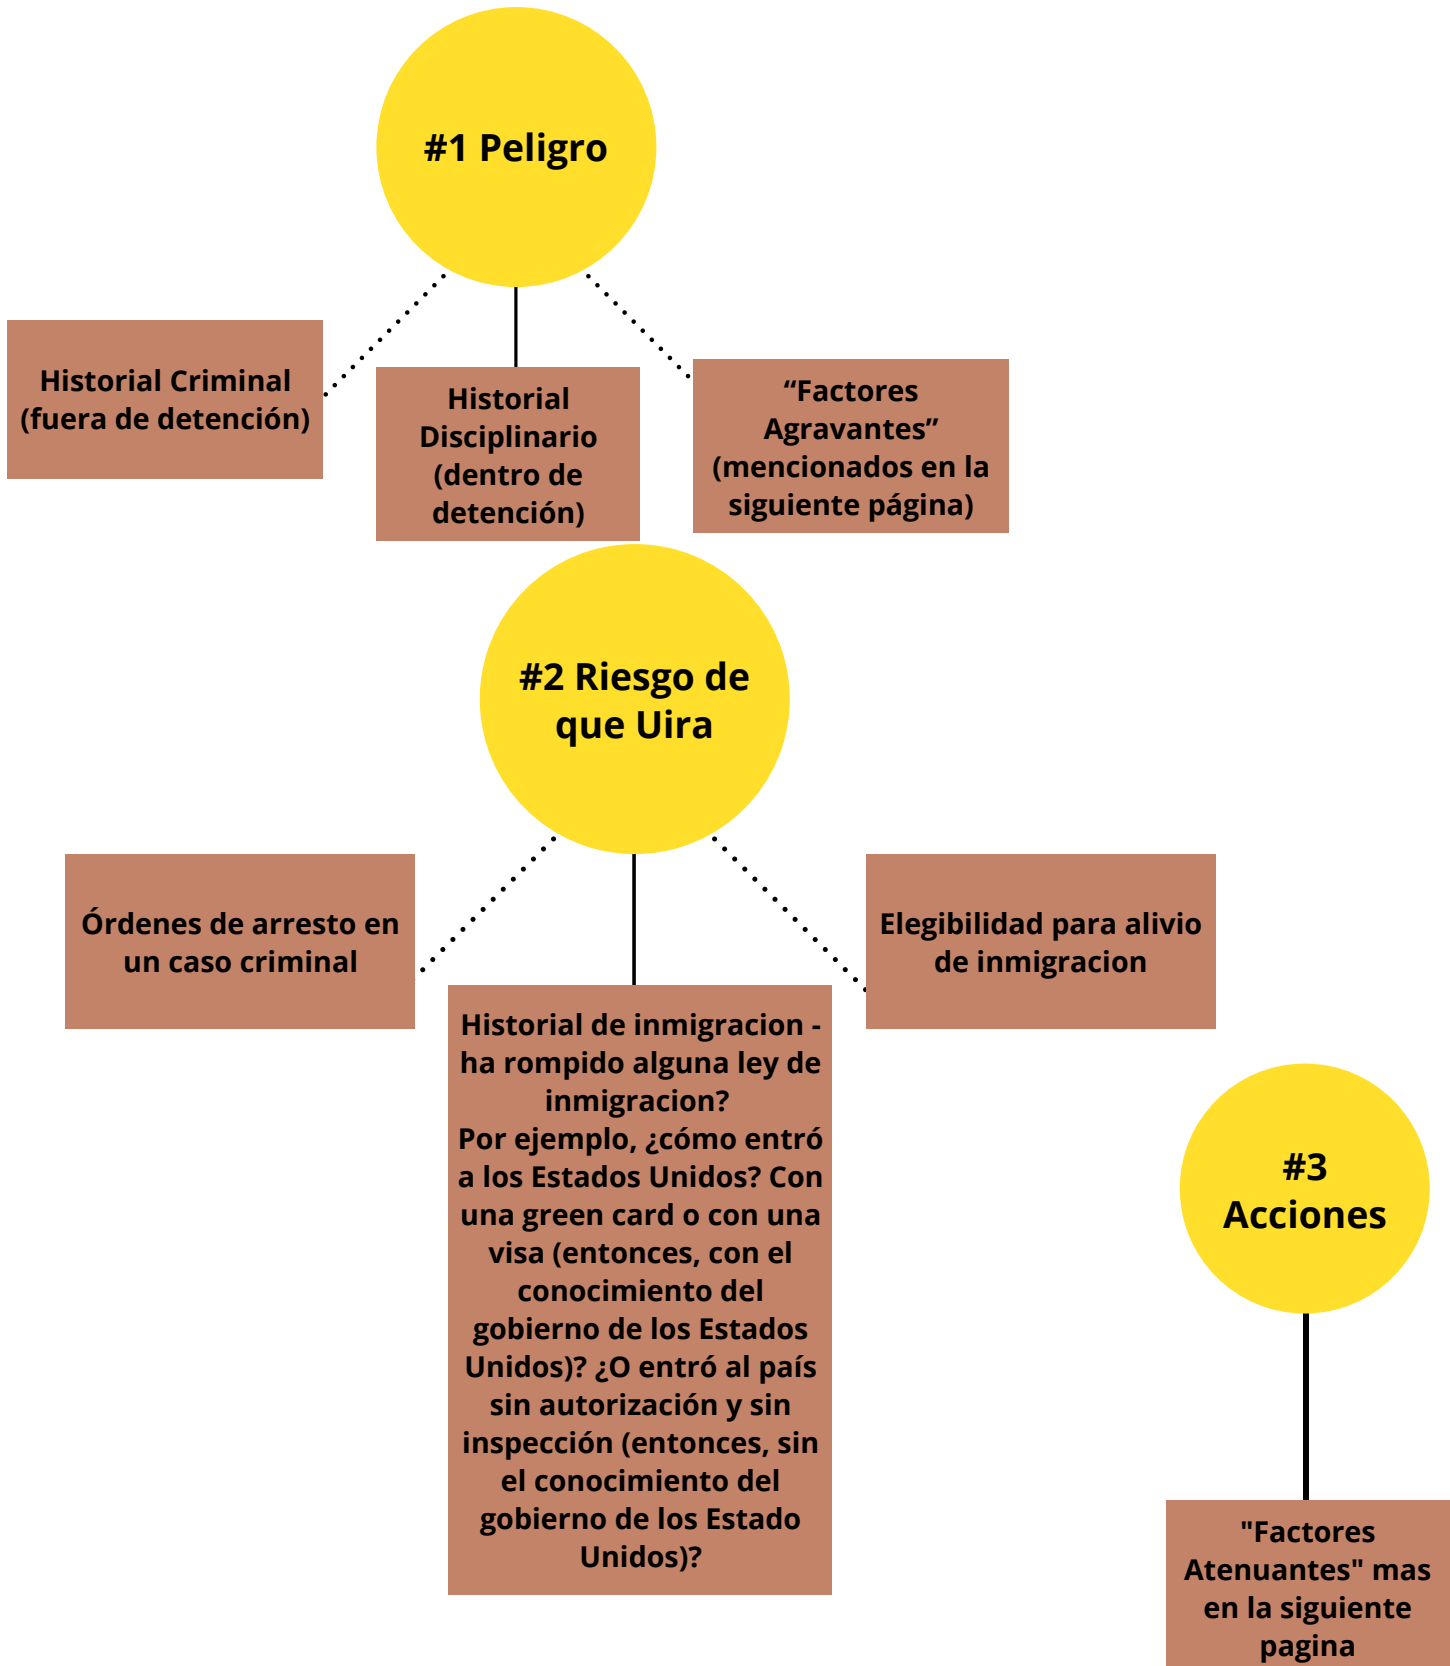 #1 Peligro
Historial Criminal
(fuera de detención)
Historial
Disciplinario
(dentro de
detención)
“Factores
Agravantes”
(mencionados en la
siguiente página)
#2 Riesgo de
que Uira
Órdenes de arresto en
un caso criminal
Historial de inmigracion -
ha rompido alguna ley de
inmigracion?
Por ejemplo, ¿cómo entró
a los Estados Unidos? Con
una green card o con una
visa (entonces, con el
conocimiento del
gobierno de los Estados
Unidos)? ¿O entró al país
sin autorización y sin
inspección (entonces, sin
el conocimiento del
gobierno de los Estado
Unidos)?
Elegibilidad para alivio
de inmigracion
#3
Acciones
"Factores
Atenuantes" mas
en la siguiente
pagina